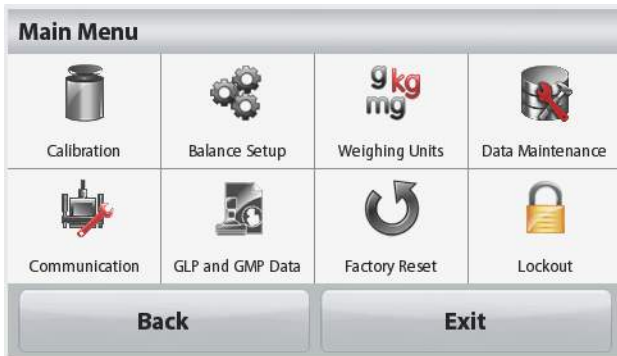 Main Menu
g kg
mg
Calibration
Balance Setup
Weighing Units
Data Maintenance
Communication
GLP and GMP Data
Factory Reset
Lockout
Back
Exit